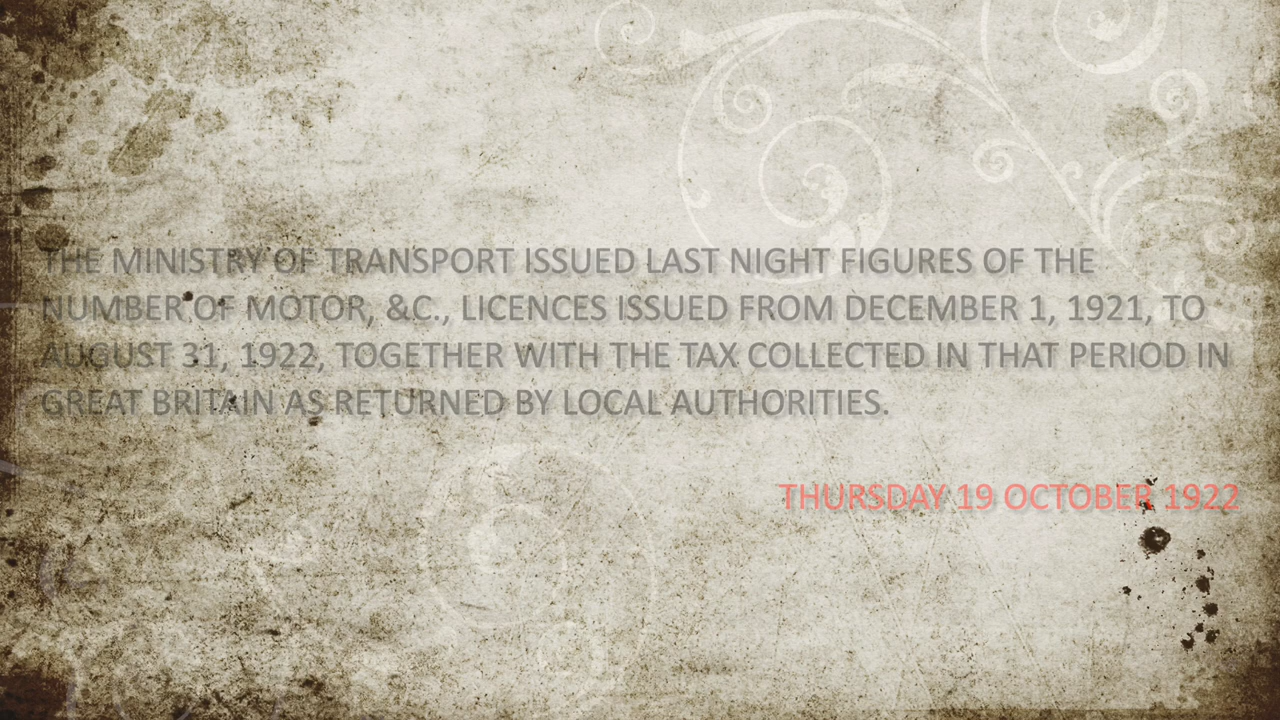 THE MINISTRY OF TRANSPORT ISSUED LAST NIGHT FIGURES OF THE
NUMBER OF MOTOR, &C., LICENCES ISSUED FROM DECEMBER 1, 1921, TO
AUGUST 31, 1922, TOGETHER WITH THE TAX COLLECTED IN THAT PERIOD IN
GREAT BRITAIN AS RETURNED BY LOCAL AUTHORITIES.
THURSDAY 19 OCTOBER 1922